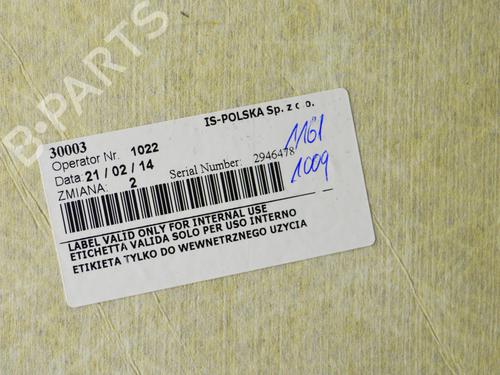 B-PARTS
IS-POLSKA Sp. z o.o.
30003
Operator Nr. 1022
Data: 21 / 02 / 14
ZMIANA: 2
Serial Number: 2946478
1161
1009
LABEL VALID ONLY FOR INTERNAL USE
ETICHETTA VALIDA SOLO PER USO INTERNO
ETIKIETA TYLKO DO WEWNETRZNEGO UZYCIA